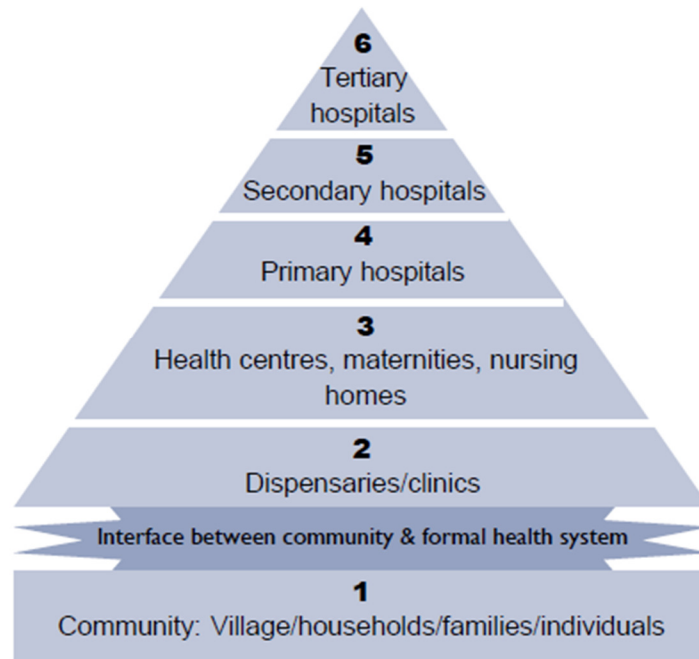 6
Tertiary
hospitals
5
Secondary hospitals
4
Primary hospitals
3
Health centres, maternities, nursing
homes
2
Dispensaries/clinics
Interface between community & formal health system
1
Community: Village/households/families/individuals